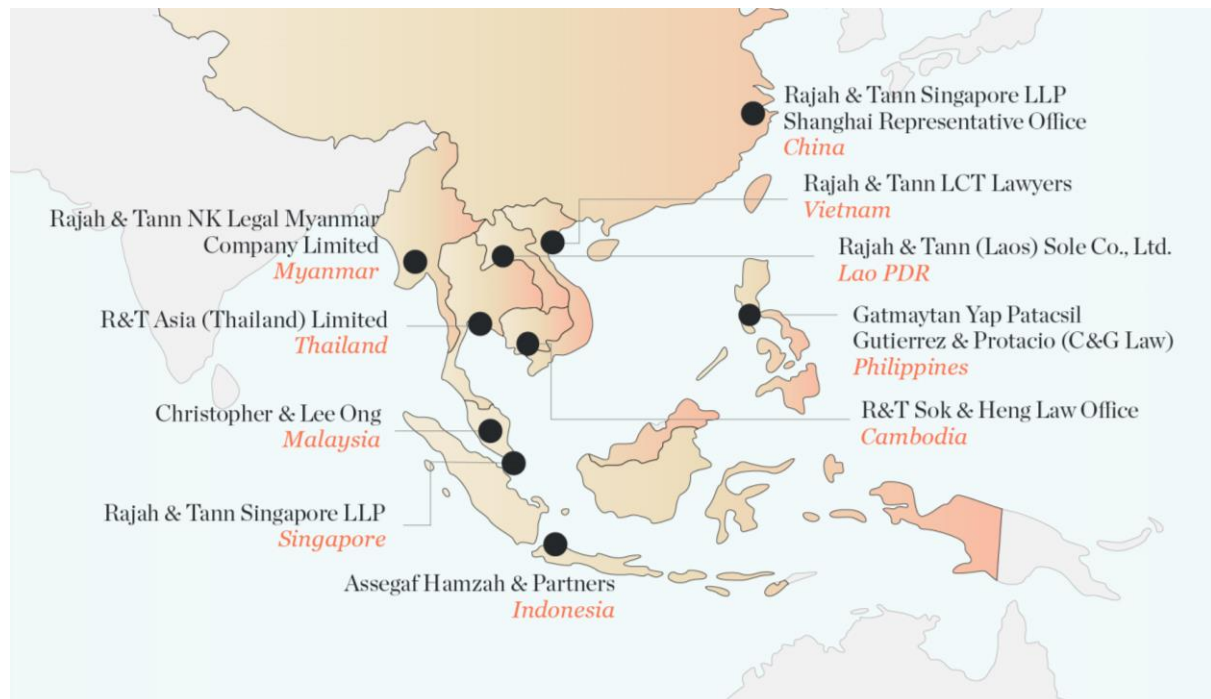 Rajah & Tann Singapore LLP
Shanghai Representative Office
China
Rajah & Tann LCT Lawyers
Vietnam
Rajah & Tann NK Legal Myanmar
Company Limited
Myanmar
Rajah & Tann (Laos) Sole Co., Ltd.
Lao PDR
R&T Asia (Thailand) Limited
Thailand
Gatmaytan Yap Patacsil
Gutierrez & Protacio (C&G Law)
Philippines
Christopher & Lee Ong
Malaysia
R&T Sok & Heng Law Office
Cambodia
Rajah & Tann Singapore LLP
Singapore
Assegaf Hamzah & Partners
Indonesia